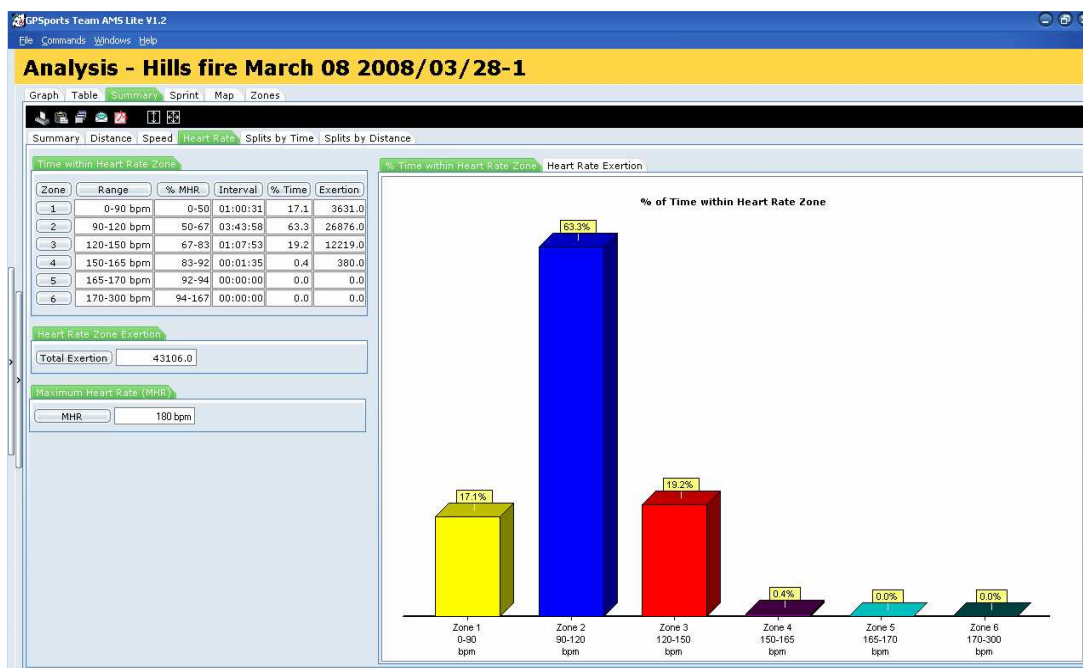 GPSports Team AMS Lite V1.2
File Commands Windows Help
Analysis - Hills fire March 08 2008/03/28-1
Graph Table Summary Sprint Map Zones
Summary Distance Speed Heart Rate Splits by Time Splits by Distance
Time within Heart Rate Zone
Zone Range % MHR Interval % Time Exertion
1 0-90 bpm 0-50 01:00:31 17.1 3631.0
2 90-120 bpm 50-67 03:43:58 63.3 26876.0
3 120-150 bpm 67-83 01:07:53 19.2 12219.0
4 150-165 bpm 83-92 00:01:35 0.4 380.0
5 165-170 bpm 92-94 00:00:00 0.0 0.0
6 170-300 bpm 94-167 00:00:00 0.0 0.0
Heart Rate Zone Exertion
Total Exertion 43106.0
Maximum Heart Rate (MHR)
MHR 180 bpm
% Time within Heart Rate Zone Heart Rate Exertion
% of Time within Heart Rate Zone
63.3%
19.2%
17.1%
0.4% 0.0% 0.0%
Zone 1 Zone 2 Zone 3 Zone 4 Zone 5 Zone 6
0-90 90-120 120-150 150-165 165-170 170-300
bpm bpm bpm bpm bpm bpm